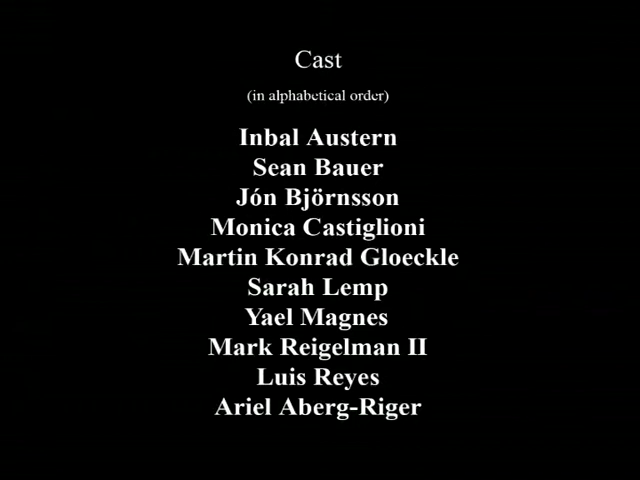 Cast
(in alphabetical order)
Inbal Austern
Sean Bauer
Jón Björnsson
Monica Castiglioni
Martin Konrad Gloeckle
Sarah Lemp
Yael Magnes
Mark Reigelman II
Luis Reyes
Ariel Aberg-Riger